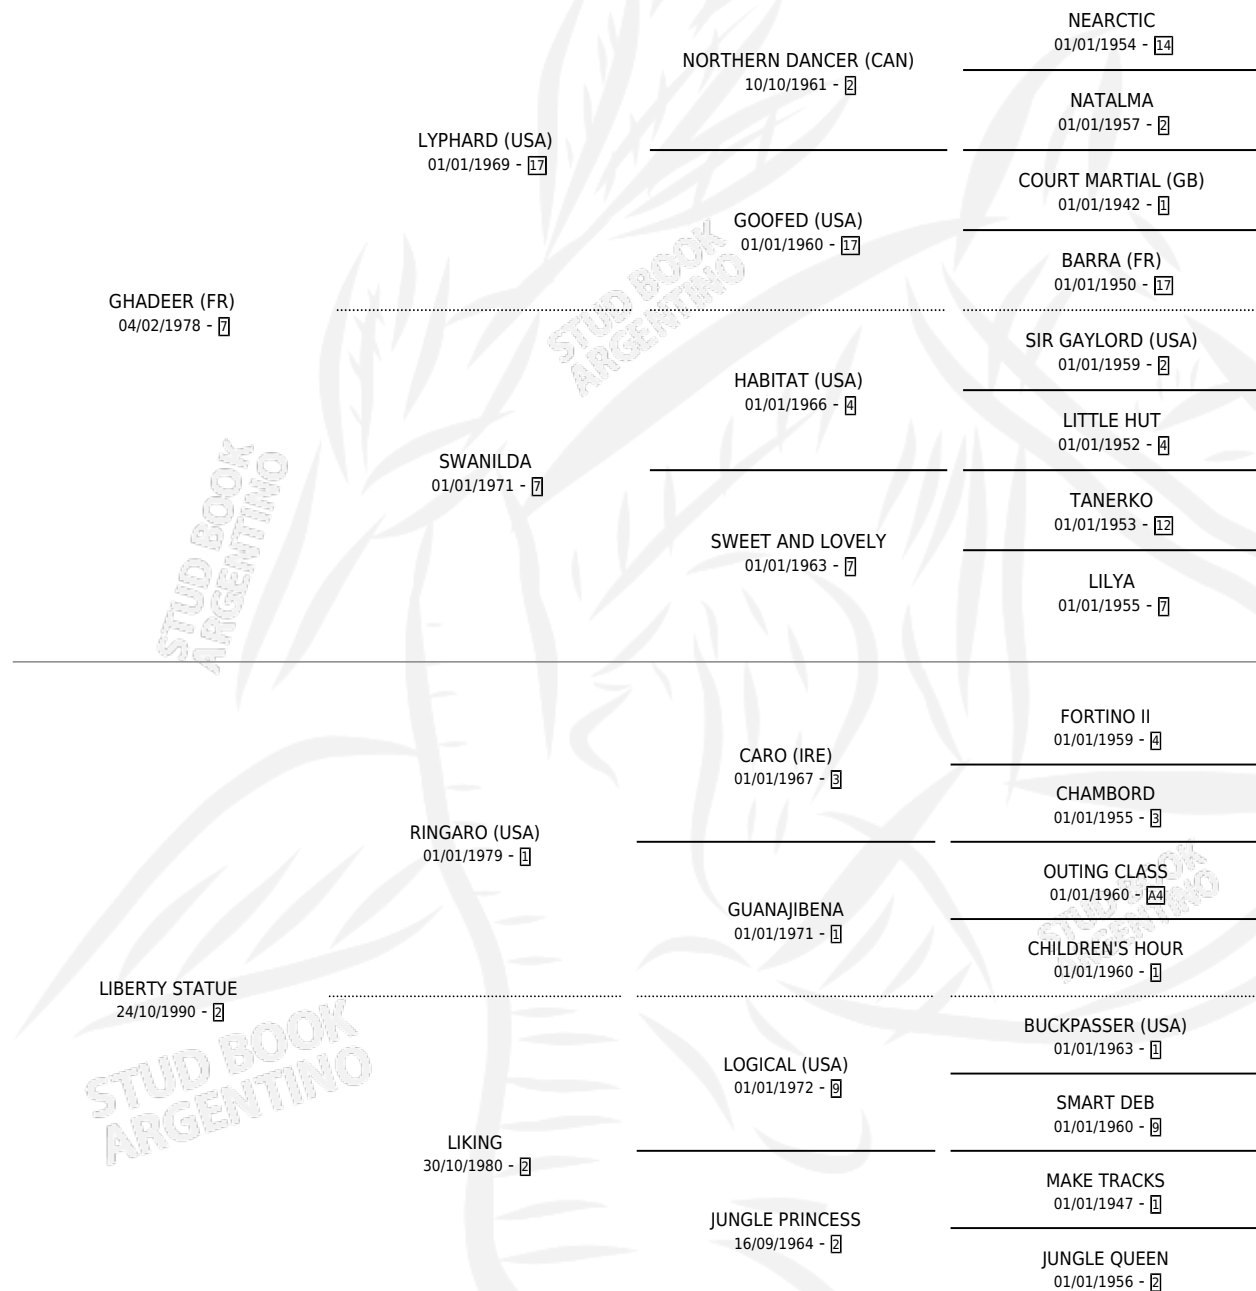 NEARCTIC
01/01/1954 - 14
NORTHERN DANCER (CAN)
10/10/1961 - 2
NATALMA
01/01/1957 - 2
LYPHARD (USA)
01/01/1969 - 17
COURT MARTIAL (GB)
01/01/1942 - 1
GOOFED (USA)
01/01/1960 - 17
BARRA (FR)
01/01/1950 - 17
GHADEER (FR)
04/02/1978 - 7
SIR GAYLORD (USA)
01/01/1959 - 2
HABITAT (USA)
01/01/1966 - 4
LITTLE HUT
01/01/1952 - 4
SWANILDA
01/01/1971 - 7
TANERKO
01/01/1953 - 12
SWEET AND LOVELY
01/01/1963 - 7
LILYA
01/01/1955 - 7
FORTINO II
01/01/1959 - 4
CARO (IRE)
01/01/1967 - 3
CHAMBORD
01/01/1955 - 3
RINGARO (USA)
01/01/1979 - 1
OUTING CLASS
01/01/1960 - A4
GUANAJIBENA
01/01/1971 - 1
CHILDREN'S HOUR
01/01/1960 - 1
LIBERTY STATUE
24/10/1990 - 2
BUCKPASSER (USA)
01/01/1963 - 1
LOGICAL (USA)
01/01/1972 - 9
SMART DEB
01/01/1960 - 9
LIKING
30/10/1980 - 2
MAKE TRACKS
01/01/1947 - 1
JUNGLE PRINCESS
16/09/1964 - 2
JUNGLE QUEEN
01/01/1956 - 2
STUD BOOK
ARGENTINO
STUD BOOK
ARGENTINO
STUD BOOK
ARGENTINO
STUD BOOK
ARGENTINO